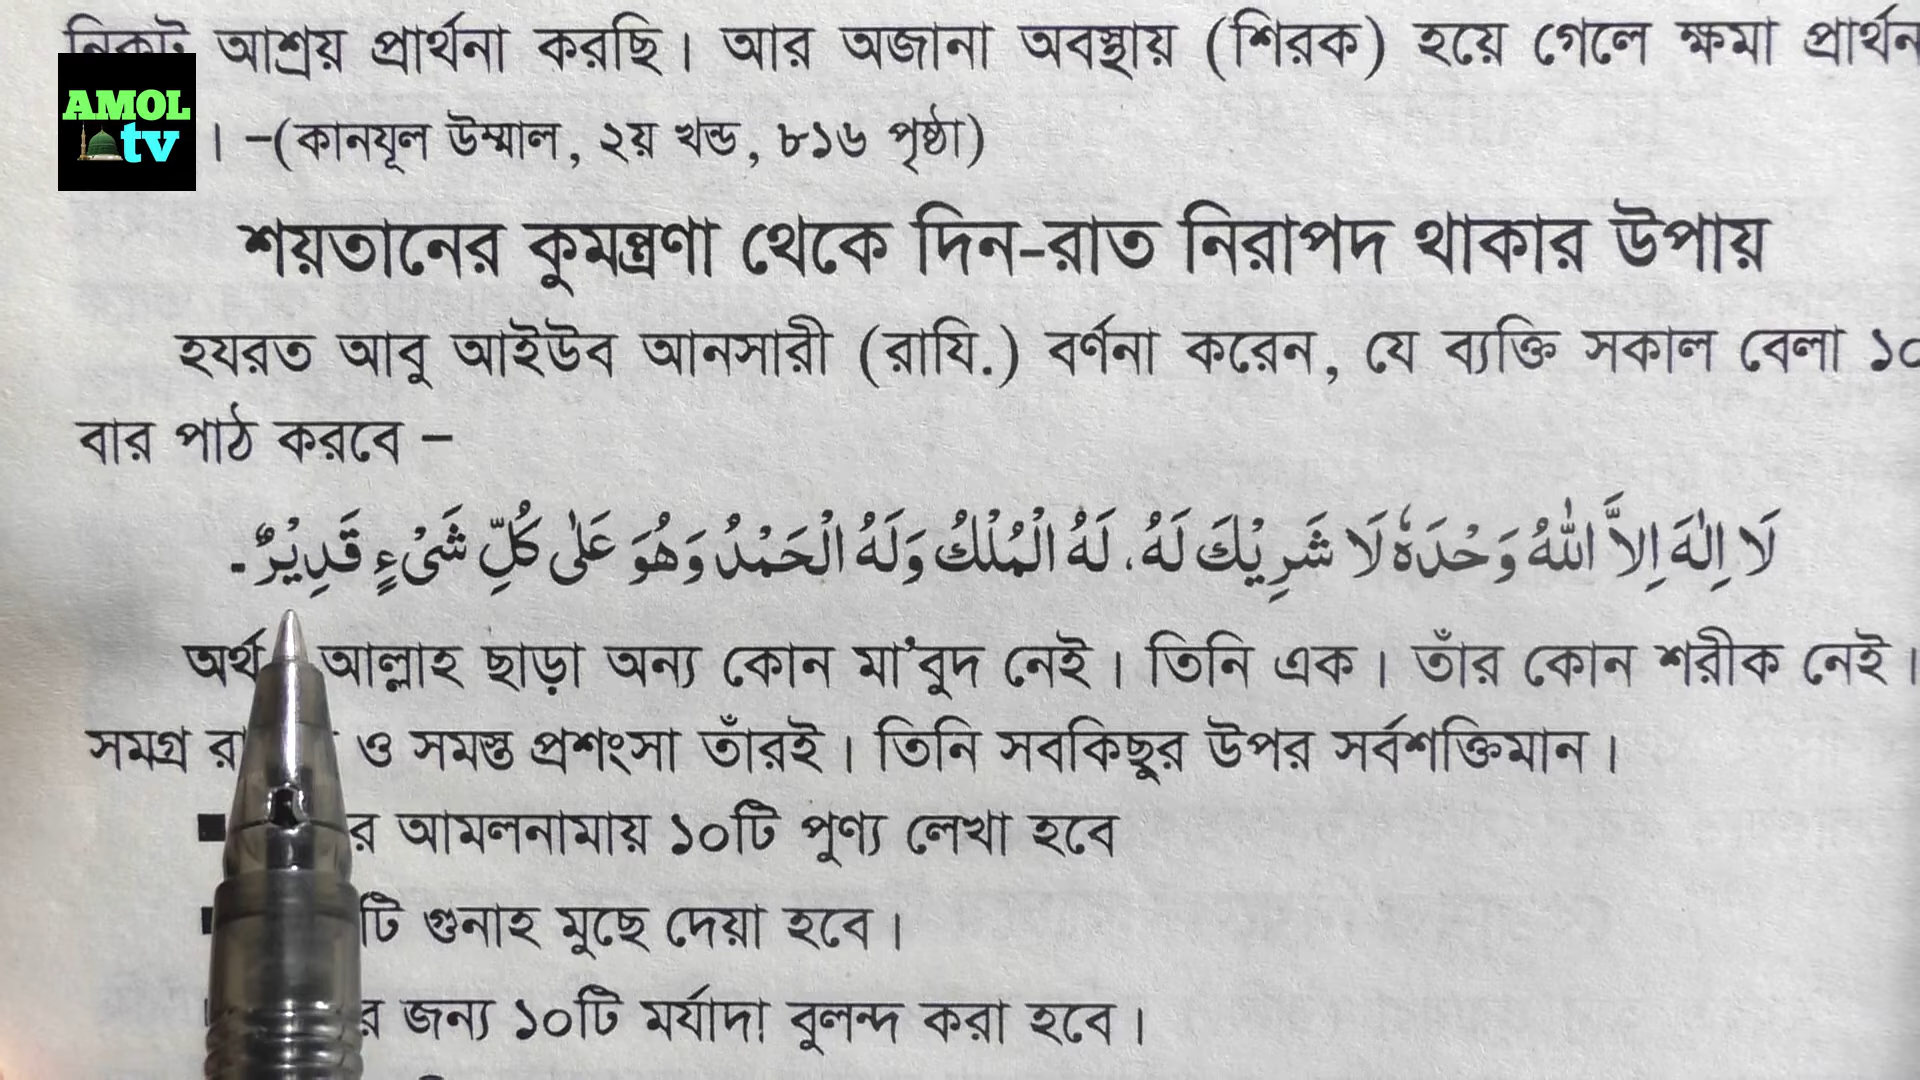 নিকট আশ্রয় প্রার্থনা করছি। আর অজানা অবস্থায় (শিরক) হয়ে গেলে ক্ষমা প্রার্থন
AMOL
tv
। -(কানযূল উম্মাল, ২য় খন্ড, ৮১৬ পৃষ্ঠা)
শয়তানের কুমন্ত্রণা থেকে দিন-রাত নিরাপদ থাকার উপায়
হযরত আবু আইউব আনসারী (রাযি.) বর্ণনা করেন, যে ব্যক্তি সকাল বেলা ১০
বার পাঠ করবে –
لَا اِلٰهَ اِلاَّ اللّٰهُ وَحْدَهٗ لَا شَرِيْكَ لَهُ، لَهُ الْمُلْكُ وَلَهُ الْحَمْدُ وَهُوَ عَلٰى كُلِّ شَىْءٍ قَدِيْرٌ -
অর্থ আল্লাহ ছাড়া অন্য কোন মা'বুদ নেই। তিনি এক। তাঁর কোন শরীক নেই।
সমগ্র রা ও সমস্ত প্রশংসা তাঁরই। তিনি সবকিছুর উপর সর্বশক্তিমান।
র আমলনামায় ১০টি পুণ্য লেখা হবে
টি গুনাহ মুছে দেয়া হবে।
র জন্য ১০টি মর্যাদা বুলন্দ করা হবে।